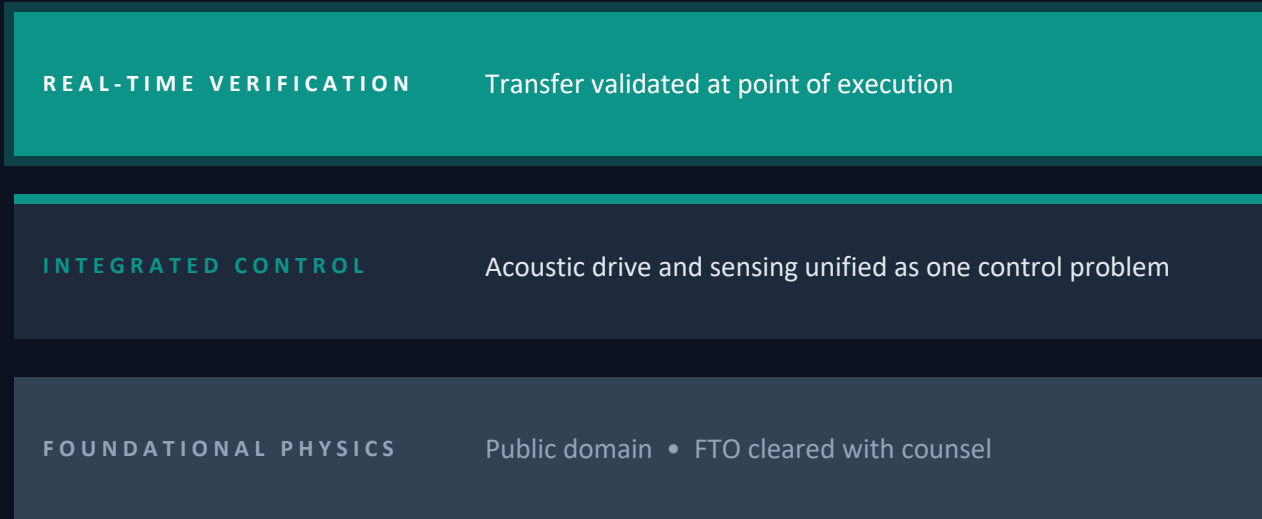 REAL-TIME VERIFICATION Transfer validated at point of execution
INTEGRATED CONTROL Acoustic drive and sensing unified as one control problem
FOUNDATIONAL PHYSICS Public domain • FTO cleared with counsel